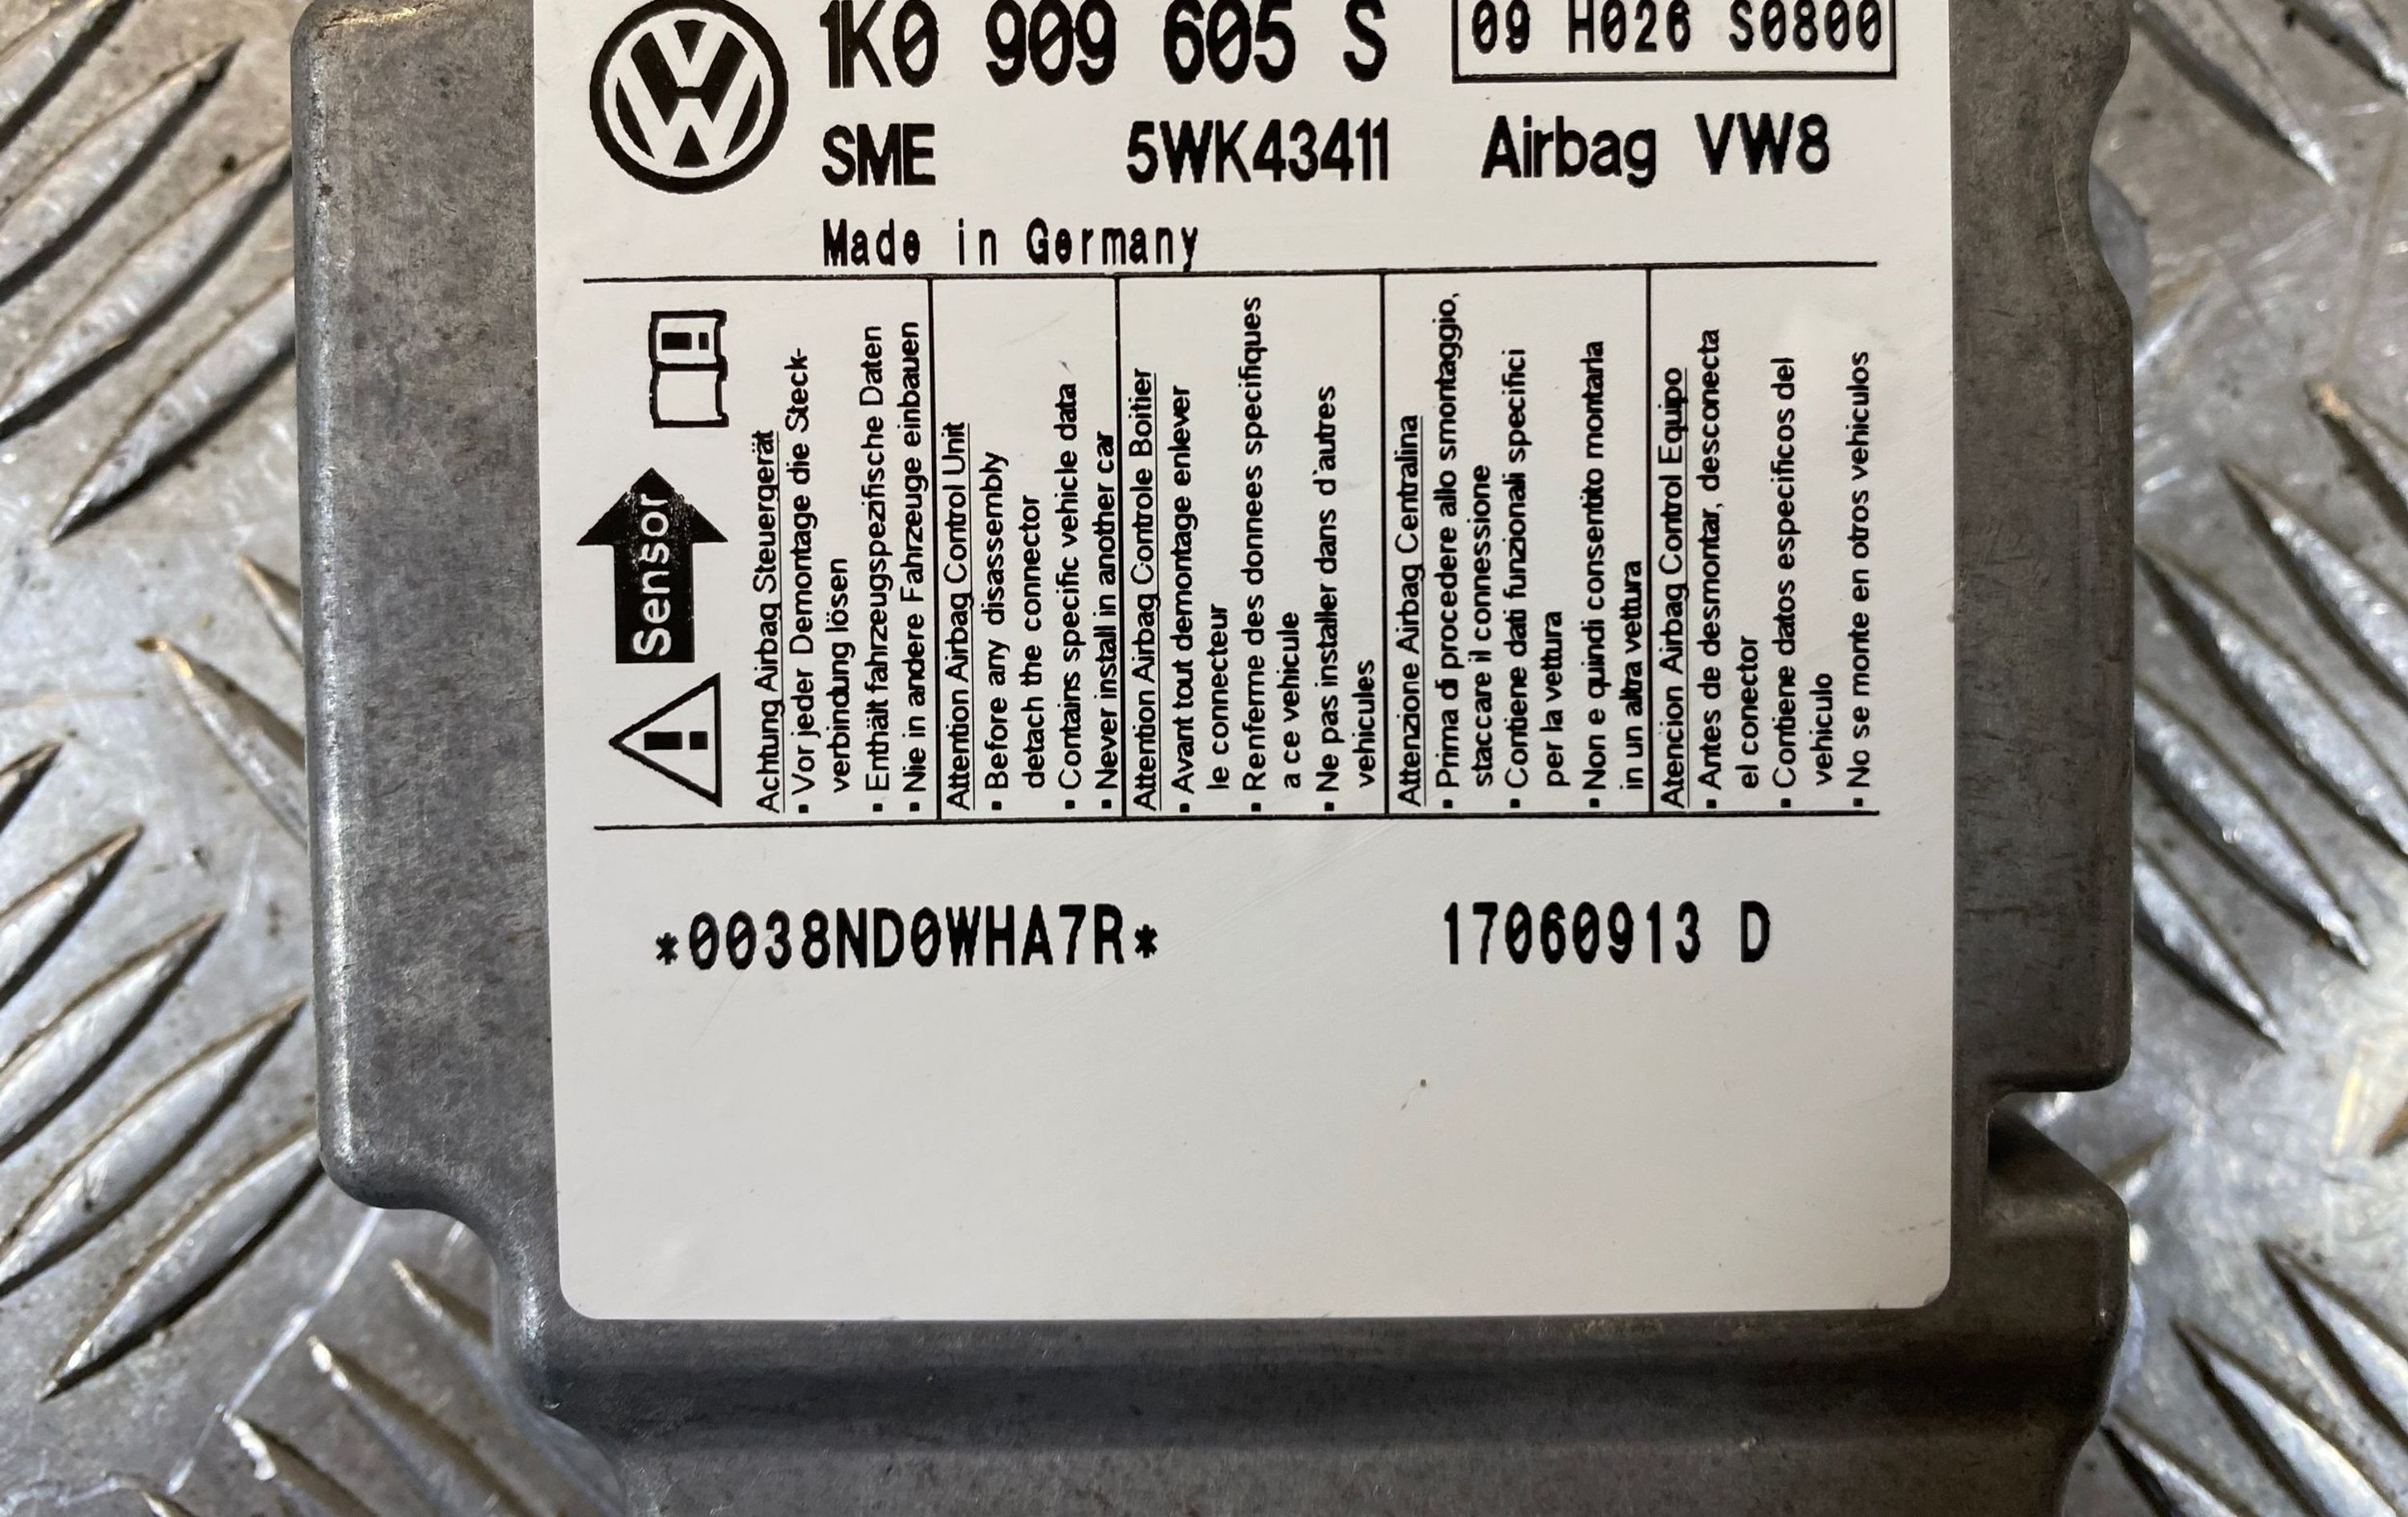 1K0 909 605 S
09 H026 S0800
SME 5WK43411 Airbag VW8
Made in Germany
Sensor
Achtung Airbag Steuergerät
▪ Vor jeder Demontage die Steck-
verbindung lösen
▪ Enthält fahrzeugspezifische Daten
▪ Nie in andere Fahrzeuge einbauen
Attention Airbag Control Unit
▪ Before any disassembly
detach the connector
▪ Contains specific vehicle data
▪ Never install in another car
Attention Airbag Controle Boitier
▪ Avant tout demontage enlever
le connecteur
▪ Renferme des donnees specifiques
a ce vehicule
▪ Ne pas installer dans d`autres
vehicules
Attenzione Airbag Centralina
▪ Prima di procedere allo smontaggio,
staccare il connessione
▪ Contiene dati funzionali specifici
per la vettura
▪ Non e quindi consentito montarla
in un altra vettura
Atencion Airbag Control Equipo
▪ Antes de desmontar, desconecta
el conector
▪ Contiene datos especificos del
vehiculo
▪ No se monte en otros vehiculos
*0038ND0WHA7R* 17060913 D